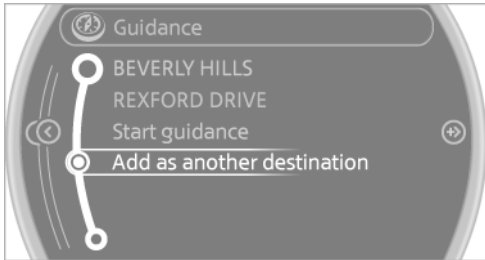 Guidance
BEVERLY HILLS
REXFORD DRIVE
Start guidance
Add as another destination